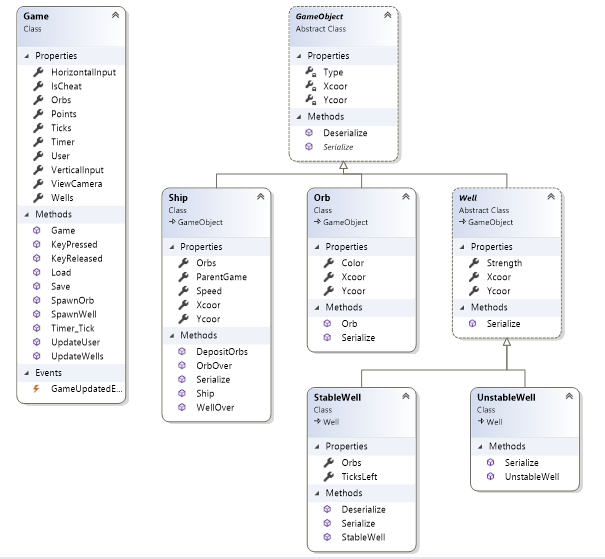 Game
Class
Properties
HorizontalInput
IsCheat
Orbs
Points
Ticks
Timer
User
VerticalInput
ViewCamera
Wells
Methods
Game
KeyPressed
KeyReleased
Load
Save
SpawnOrb
SpawnWell
Timer_Tick
UpdateUser
UpdateWells
Events
GameUpdatedE...
GameObject
Abstract Class
Properties
Type
Xcoor
Ycoor
Methods
Deserialize
Serialize
Ship
Class
GameObject
Properties
Orbs
ParentGame
Speed
Xcoor
Ycoor
Methods
DepositOrbs
OrbOver
Serialize
Ship
WellOver
Orb
Class
GameObject
Properties
Color
Xcoor
Ycoor
Methods
Orb
Serialize
Well
Abstract Class
GameObject
Properties
Strength
Xcoor
Ycoor
Methods
Serialize
StableWell
Class
Well
Properties
Orbs
TicksLeft
Methods
Deserialize
Serialize
StableWell
UnstableWell
Class
Well
Methods
Serialize
UnstableWell